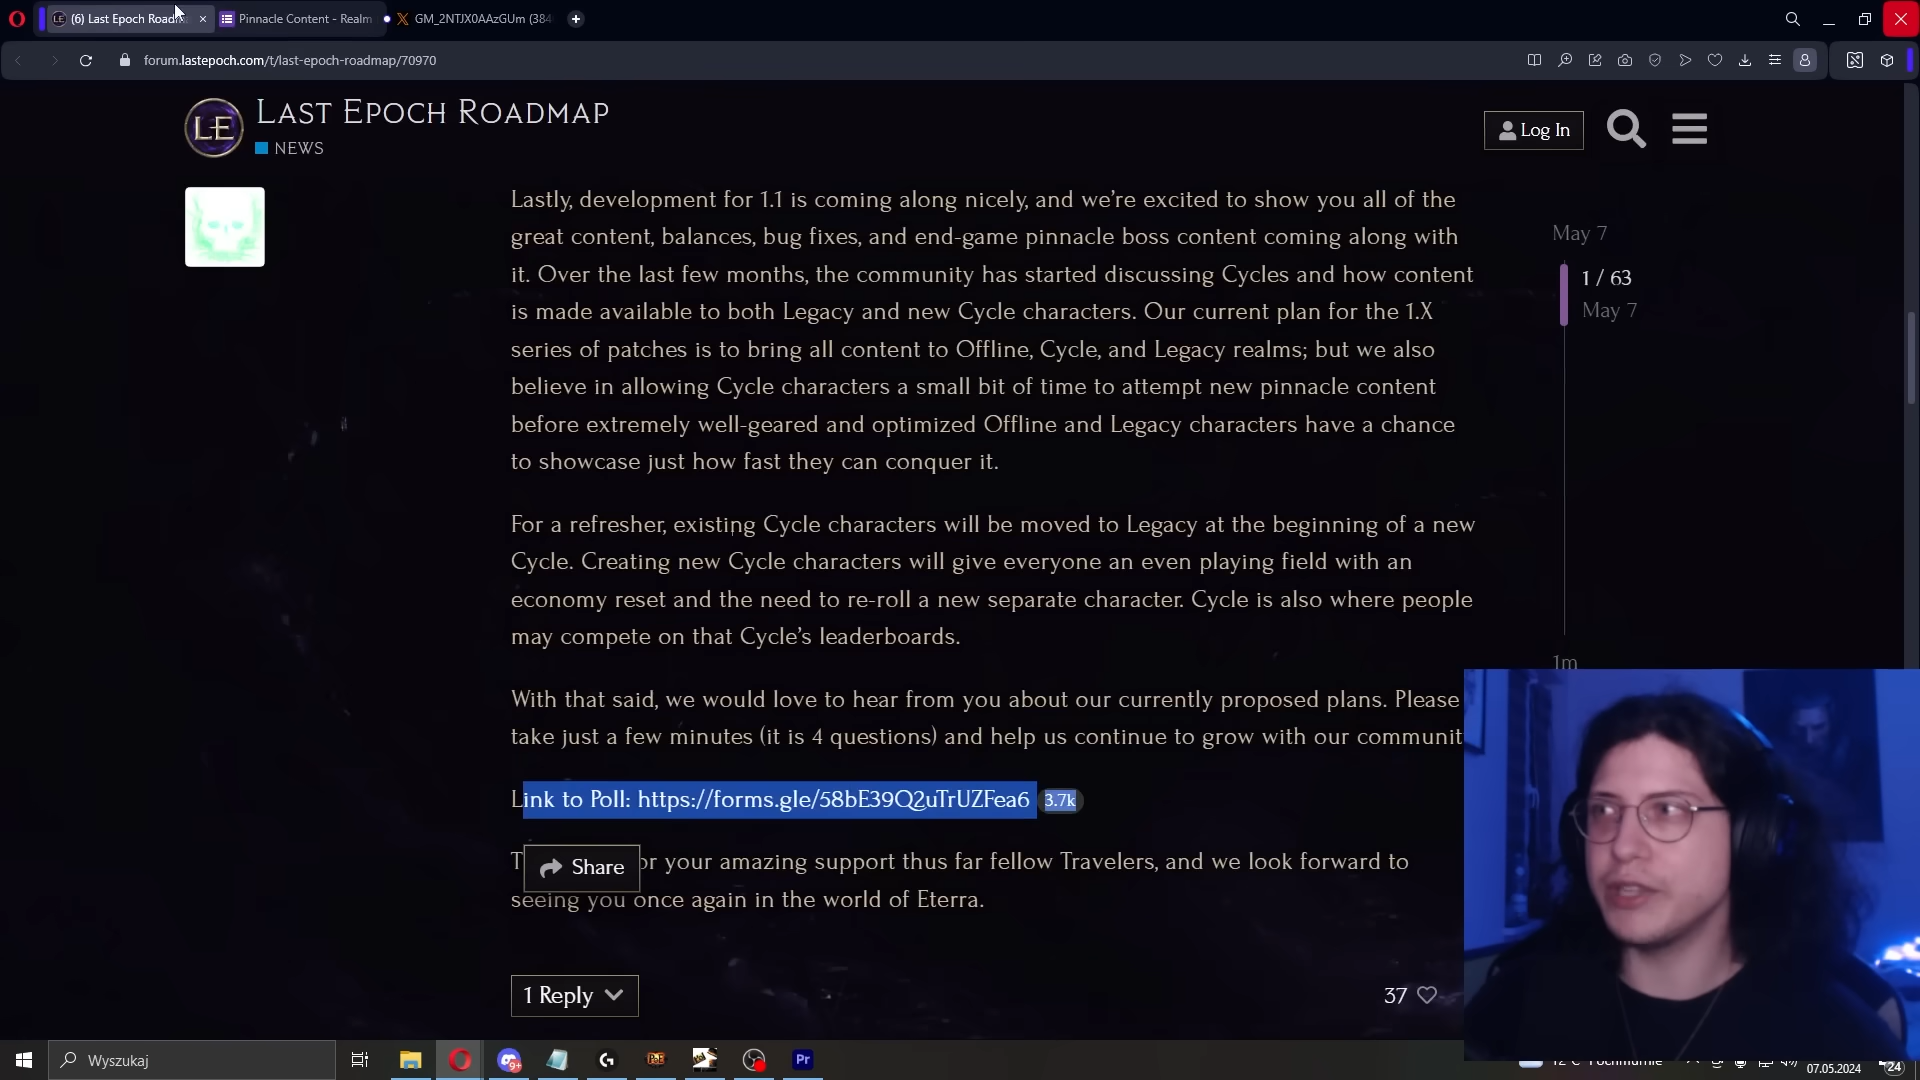 (6) Last Epoch Roadm
Pinnacle Content - Realm
GM_2NTJX0AAzGUm (384
forum.lastepoch.com/t/last-epoch-roadmap/70970
LE
LAST EPOCH ROADMAP
NEWS
Log In
Lastly, development for 1.1 is coming along nicely, and we're excited to show you all of the
great content, balances, bug fixes, and end-game pinnacle boss content coming along with
it. Over the last few months, the community has started discussing Cycles and how content
is made available to both Legacy and new Cycle characters. Our current plan for the 1.X
series of patches is to bring all content to Offline, Cycle, and Legacy realms; but we also
believe in allowing Cycle characters a small bit of time to attempt new pinnacle content
before extremely well-geared and optimized Offline and Legacy characters have a chance
to showcase just how fast they can conquer it.
May 7
1 / 63
May 7
For a refresher, existing Cycle characters will be moved to Legacy at the beginning of a new
Cycle. Creating new Cycle characters will give everyone an even playing field with an
economy reset and the need to re-roll a new separate character. Cycle is also where people
may compete on that Cycle's leaderboards.
1m
With that said, we would love to hear from you about our currently proposed plans. Please
take just a few minutes (it is 4 questions) and help us continue to grow with our communit
Link to Poll: https://forms.gle/58bE39Q2uTrUZFea6 3.7k
T
Share
or your amazing support thus far fellow Travelers, and we look forward to
seeing you once again in the world of Eterra.
1 Reply
37
Wyszukaj
9+
PoE
Pr
12°C Pochmurnie
07.05.2024
24